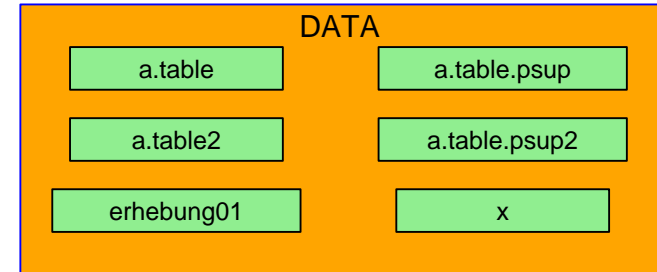 DATA
a.table
a.table.psup
a.table2
a.table.psup2
erhebung01
x